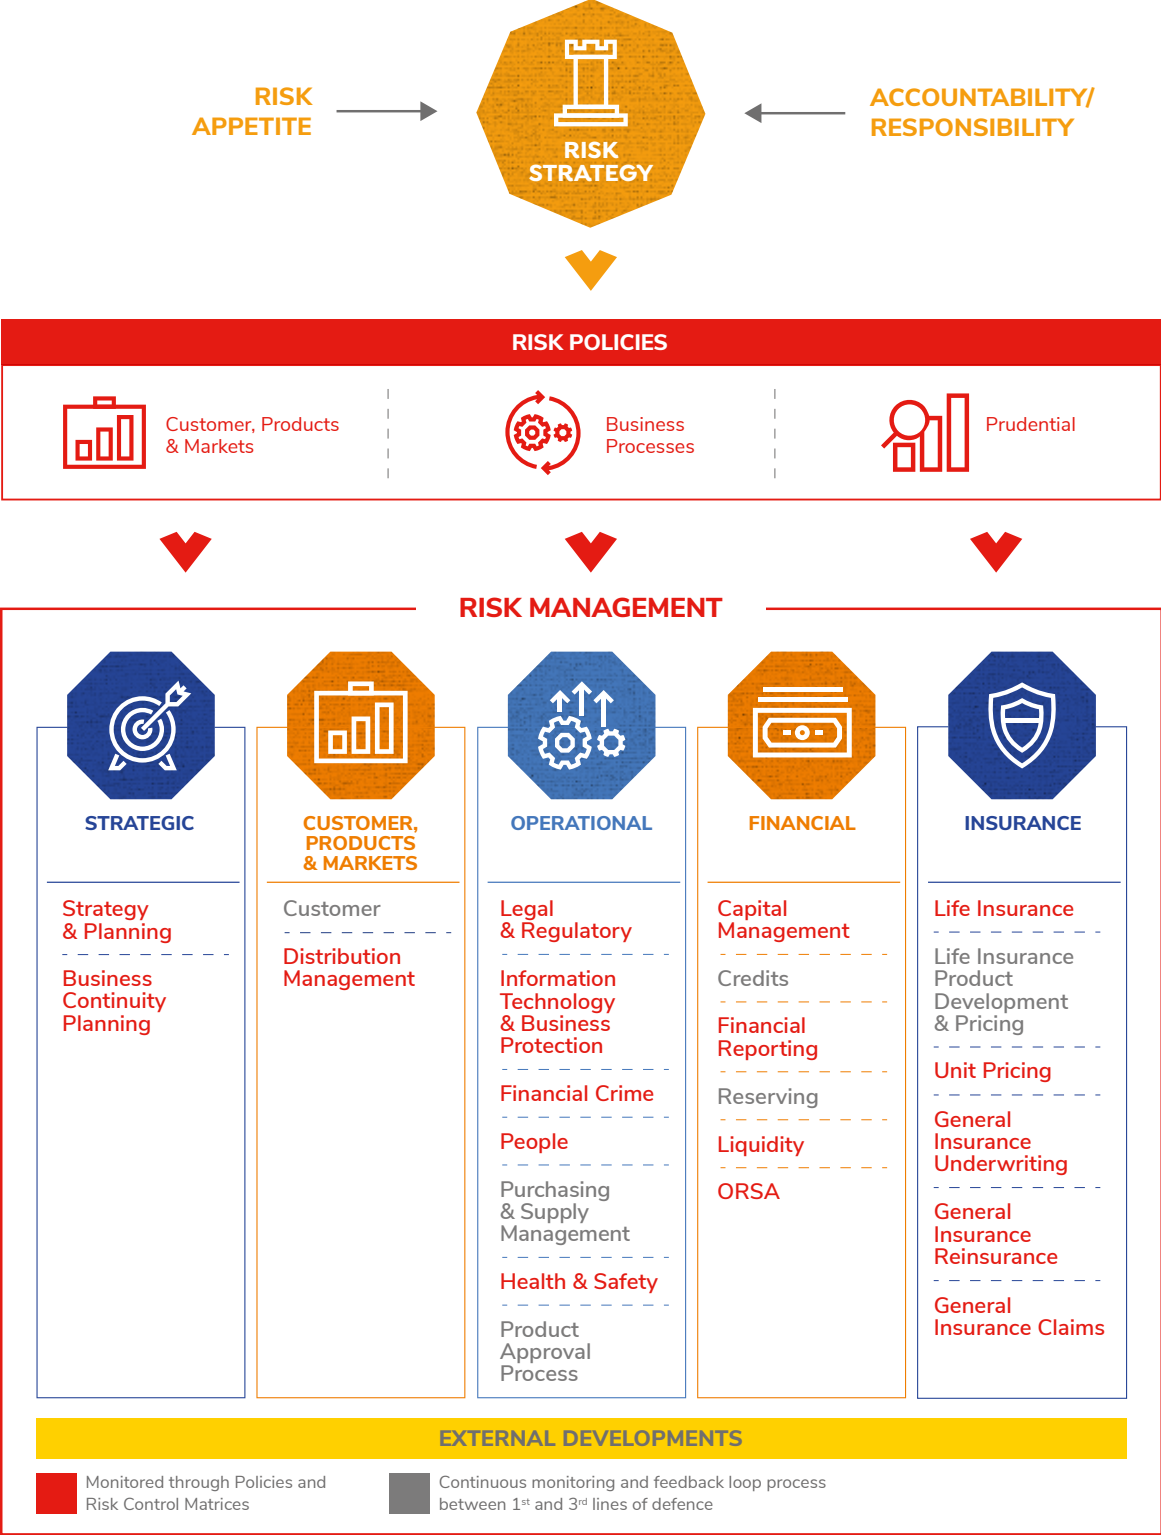 RISK
APPETITE
RISK
STRATEGY
ACCOUNTABILITY/
RESPONSIBILITY
RISK POLICIES
Customer, Products
& Markets
Business
Processes
Prudential
RISK MANAGEMENT
STRATEGIC
Strategy
& Planning
Business
Continuity
Planning
CUSTOMER,
PRODUCTS
& MARKETS
Customer
Distribution
Management
OPERATIONAL
Legal
& Regulatory
Information
Technology
& Business
Protection
Financial Crime
People
Purchasing
& Supply
Management
Health & Safety
Product
Approval
Process
FINANCIAL
Capital
Management
Credits
Financial
Reporting
Reserving
Liquidity
ORSA
INSURANCE
Life Insurance
Life Insurance
Product
Development
& Pricing
Unit Pricing
General
Insurance
Underwriting
General
Insurance
Reinsurance
General
Insurance Claims
EXTERNAL DEVELOPMENTS
Monitored through Policies and
Risk Control Matrices
Continuous monitoring and feedback loop process
between 1st and 3rd lines of defence